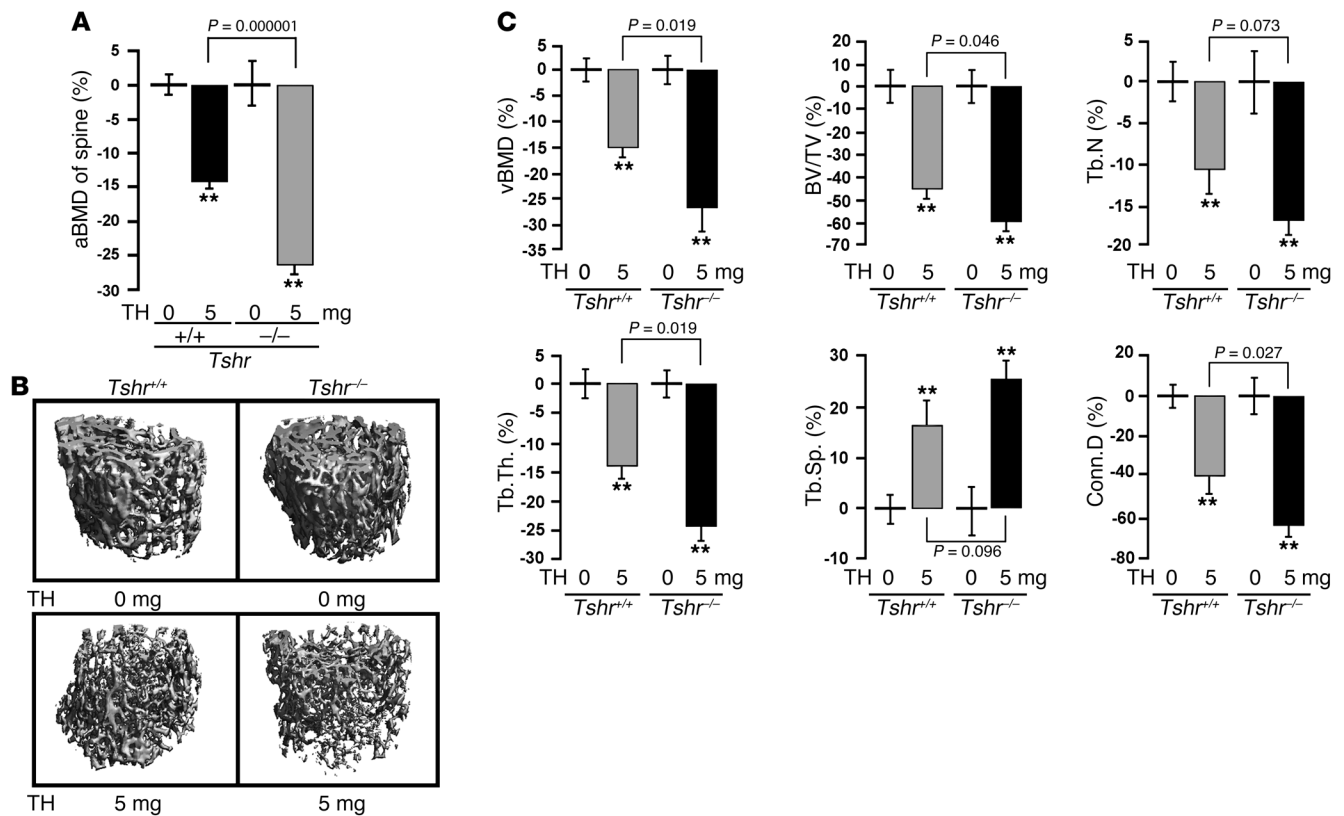 A
P = 0.000001
aBMD of spine (%)
5
0
-5
-10
-15
-20
-25
-30
**
**
TH 0 5 0 5 mg
+/+ –/–
Tshr
B
Tshr+/+ Tshr–/–
TH 0 mg 0 mg
TH 5 mg 5 mg
C
P = 0.019
vBMD (%)
5
0
-5
-10
-15
-20
-25
-30
-35
**
**
TH 0 5 0 5 mg
Tshr+/+ Tshr–/–
P = 0.046
BV/TV (%)
20
10
0
-10
-20
-30
-40
-50
-60
-70
**
**
TH 0 5 0 5 mg
Tshr+/+ Tshr–/–
P = 0.073
Tb.N (%)
5
0
-5
-10
-15
-20
**
**
TH 0 5 0 5 mg
Tshr+/+ Tshr–/–
P = 0.019
Tb.Th. (%)
5
0
-5
-10
-15
-20
-25
-30
**
**
TH 0 5 0 5 mg
Tshr+/+ Tshr–/–
Tb.Sp. (%)
30
20
10
0
-10
**
**
P = 0.096
TH 0 5 0 5 mg
Tshr+/+ Tshr–/–
P = 0.027
Conn.D (%)
20
0
-20
-40
-60
-80
**
**
TH 0 5 0 5 mg
Tshr+/+ Tshr–/–